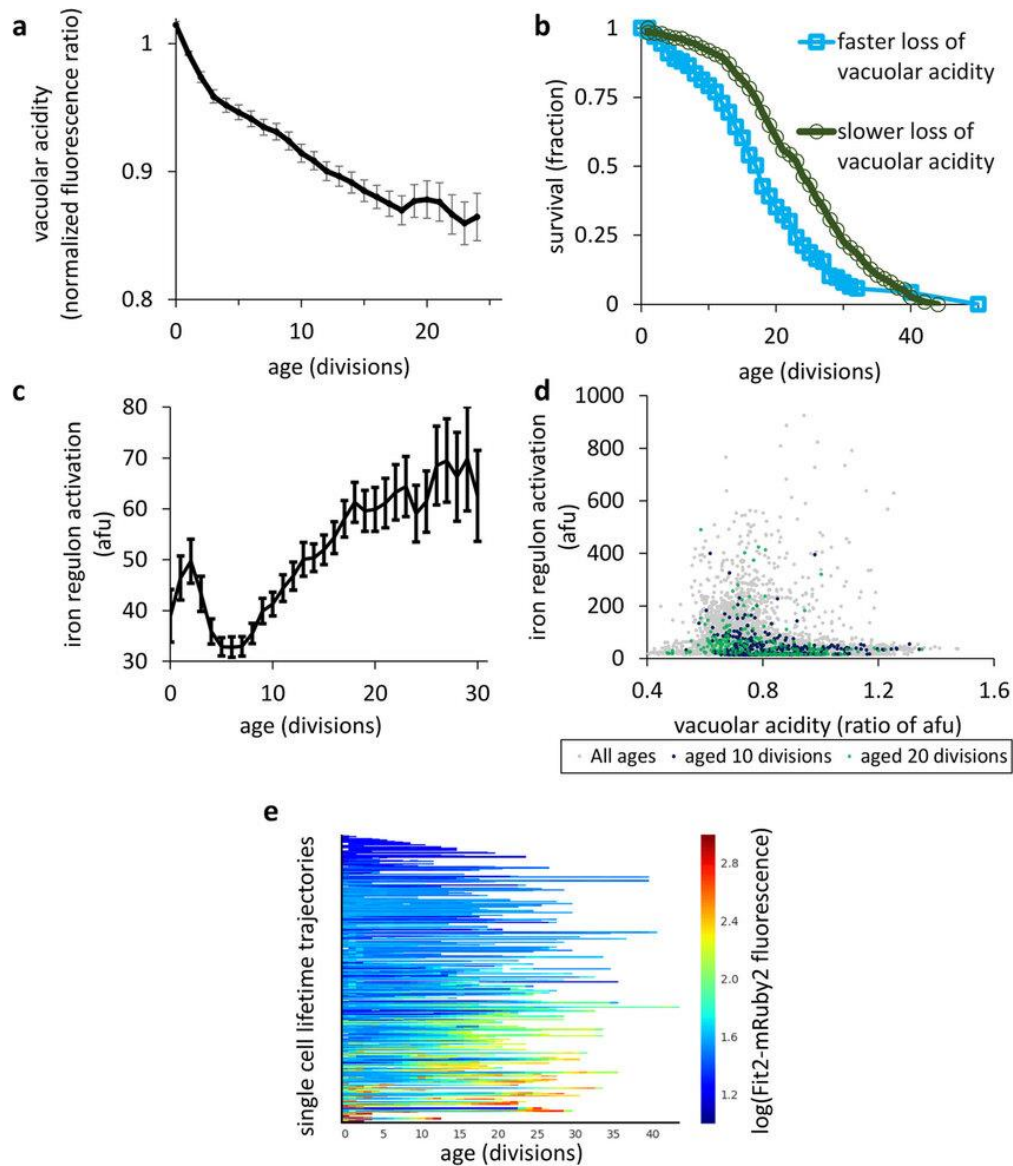 a
vacuolar acidity
(normalized fluorescence ratio)
1
0.9
0.8
0
10
20
age (divisions)
b
survival (fraction)
1
0.75
0.5
0.25
0
0
20
40
age (divisions)
faster loss of
vacuolar acidity
slower loss of
vacuolar acidity
c
iron regulon activation
(afu)
80
70
60
50
40
30
0
10
20
30
age (divisions)
d
iron regulon activation
(afu)
1000
800
600
400
200
0
0.4
0.8
1.2
1.6
vacuolar acidity (ratio of afu)
All ages
aged 10 divisions
aged 20 divisions
e
single cell lifetime trajectories
0
5
10
15
20
25
30
35
40
age (divisions)
2.8
2.4
2.0
1.6
1.2
log(Fit2-mRuby2 fluorescence)